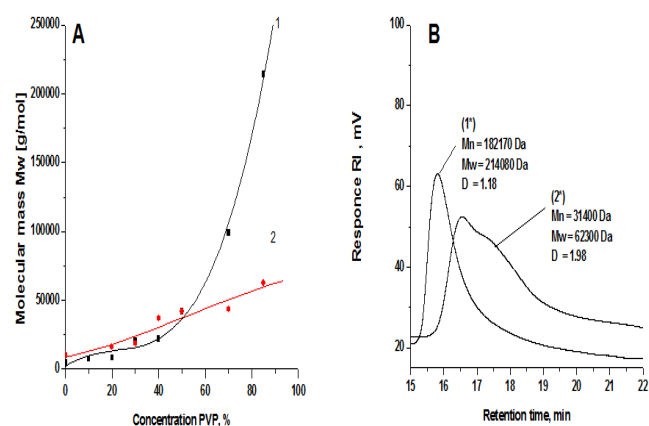 A
1
2
250000
200000
150000
100000
50000
0
Molecular mass Mw [g/mol]
0
20
40
60
80
100
Concentration PVP, %
B
100
80
60
40
20
Responce RI , mV
(1*)
Mn = 182170 Da
Mw = 214080 Da
D = 1.18
(2*)
Mn = 31400 Da
Mw = 62300 Da
D = 1.98
15
16
17
18
19
20
21
22
Retention time, min